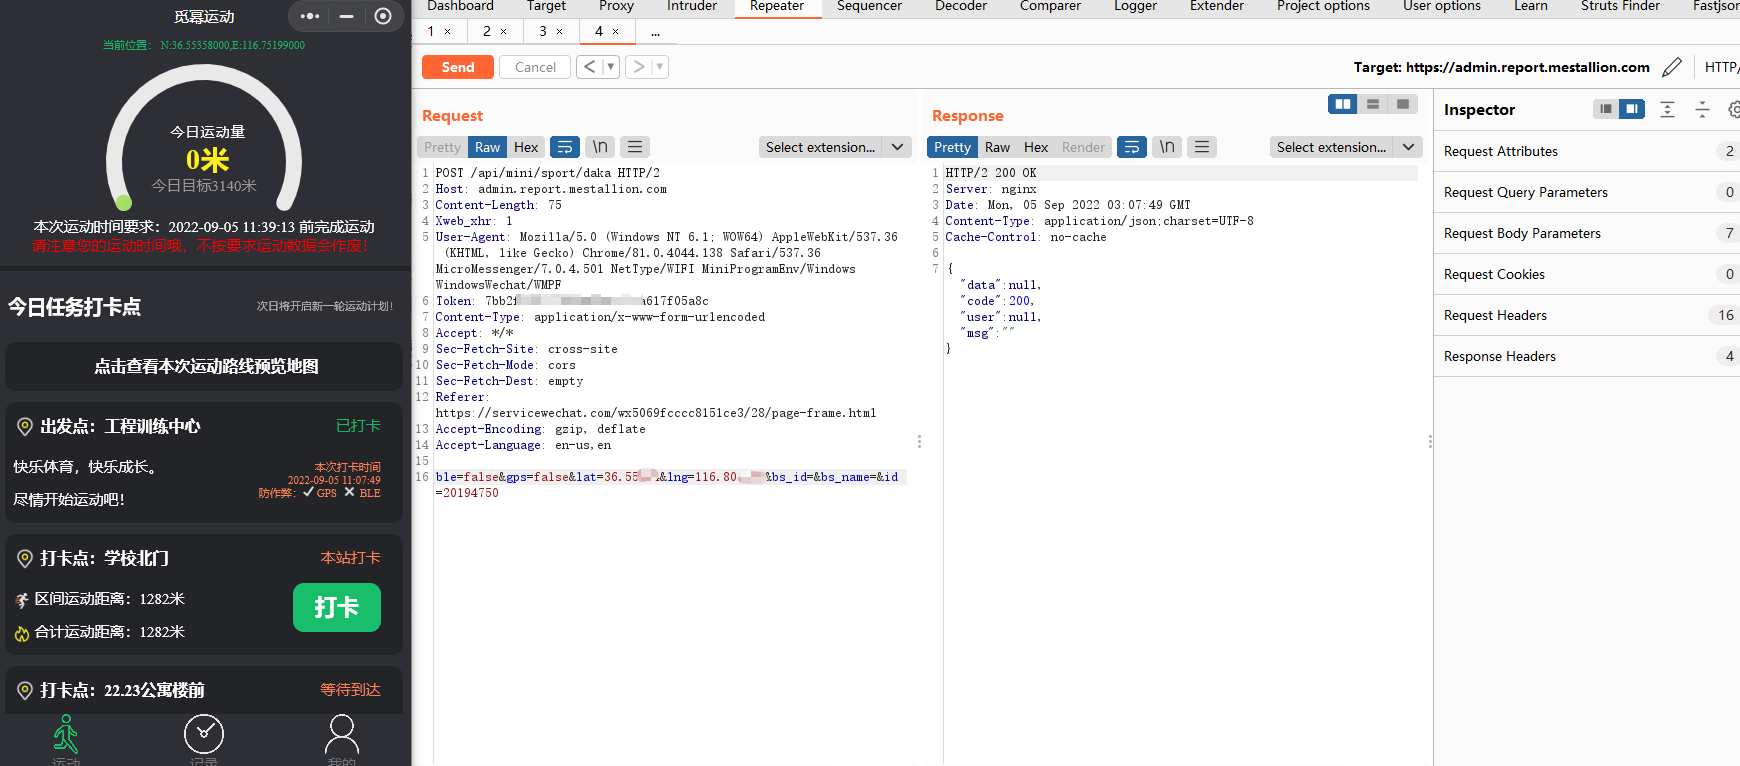 觅幂运动
当前位置： N:36.55358000,E:116.75199000
今日运动量
0米
今日目标3140米
本次运动时间要求：2022-09-05 11:39:13 前完成运动
请注意您的运动时间哦，不按要求运动数据会作废！
今日任务打卡点
次日将开启新一轮运动计划！
点击查看本次运动路线预览地图
出发点：工程训练中心
已打卡
快乐体育，快乐成长。
尽情开始运动吧！
本次打卡时间
2022-09-05 11:07:49
防作弊： GPS BLE
打卡点：学校北门
本站打卡
区间运动距离：1282米
合计运动距离：1282米
打卡
打卡点：22.23公寓楼前
等待到达
运动
记录
我的
Dashboard Target Proxy Intruder Repeater Sequencer Decoder Comparer Logger Extender Project options User options Learn Struts Finder Fastjson
1 × 2 × 3 × 4 × ...
Send Cancel < >
Target: https://admin.report.mestallion.com
HTTP/
Request
Pretty Raw Hex \n
Select extension...
1 POST /api/mini/sport/daka HTTP/2
2 Host: admin.report.mestallion.com
3 Content-Length: 75
4 Xweb_xhr: 1
5 User-Agent: Mozilla/5.0 (Windows NT 6.1; WOW64) AppleWebKit/537.36
(KHTML, like Gecko) Chrome/81.0.4044.138 Safari/537.36
MicroMessenger/7.0.4.501 NetType/WIFI MiniProgramEnv/Windows
WindowsWechat/WMPF
6 Token: 7bb2f a617f05a8c
7 Content-Type: application/x-www-form-urlencoded
8 Accept: */*
9 Sec-Fetch-Site: cross-site
10 Sec-Fetch-Mode: cors
11 Sec-Fetch-Dest: empty
12 Referer:
https://servicewechat.com/wx5069fcccc8151ce3/28/page-frame.html
13 Accept-Encoding: gzip, deflate
14 Accept-Language: en-us,en
15
16 ble=false&gps=false&lat=36.55 &lng=116.80 &bs_id=&bs_name=&id
=20194750
Response
Pretty Raw Hex Render \n
Select extension...
1 HTTP/2 200 OK
2 Server: nginx
3 Date: Mon, 05 Sep 2022 03:07:49 GMT
4 Content-Type: application/json;charset=UTF-8
5 Cache-Control: no-cache
6
7 {
"data":null,
"code":200,
"user":null,
"msg":""
}
Inspector
Request Attributes 2
Request Query Parameters 0
Request Body Parameters 7
Request Cookies 0
Request Headers 16
Response Headers 4